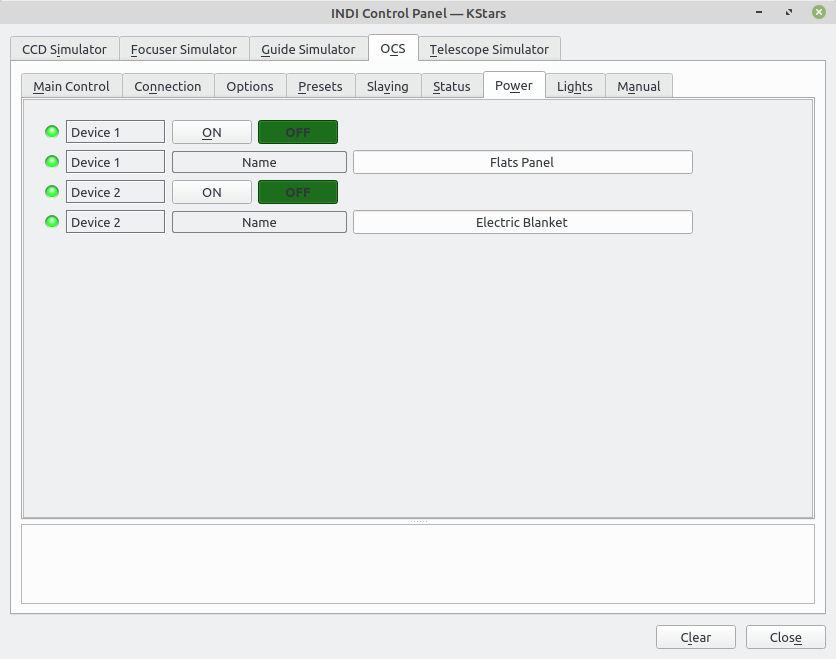 INDI Control Panel — KStars
CCD Simulator Focuser Simulator Guide Simulator OCS Telescope Simulator
Main Control Connection Options Presets Slaving Status Power Lights Manual
Device 1 ON OFF
Device 1 Name Flats Panel
Device 2 ON OFF
Device 2 Name Electric Blanket
Clear Close